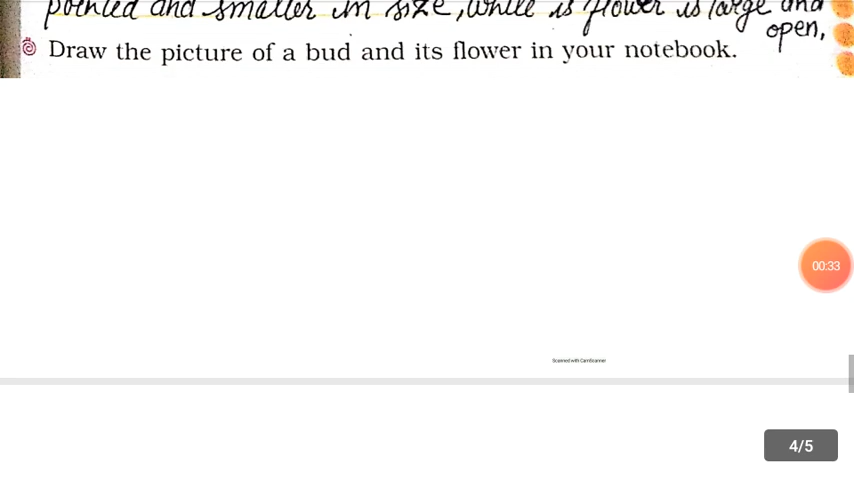 pointed and smaller in size, while is flower is large and
open,
Draw the picture of a bud and its flower in your notebook.
00:33
Scanned with CamScanner
4/5